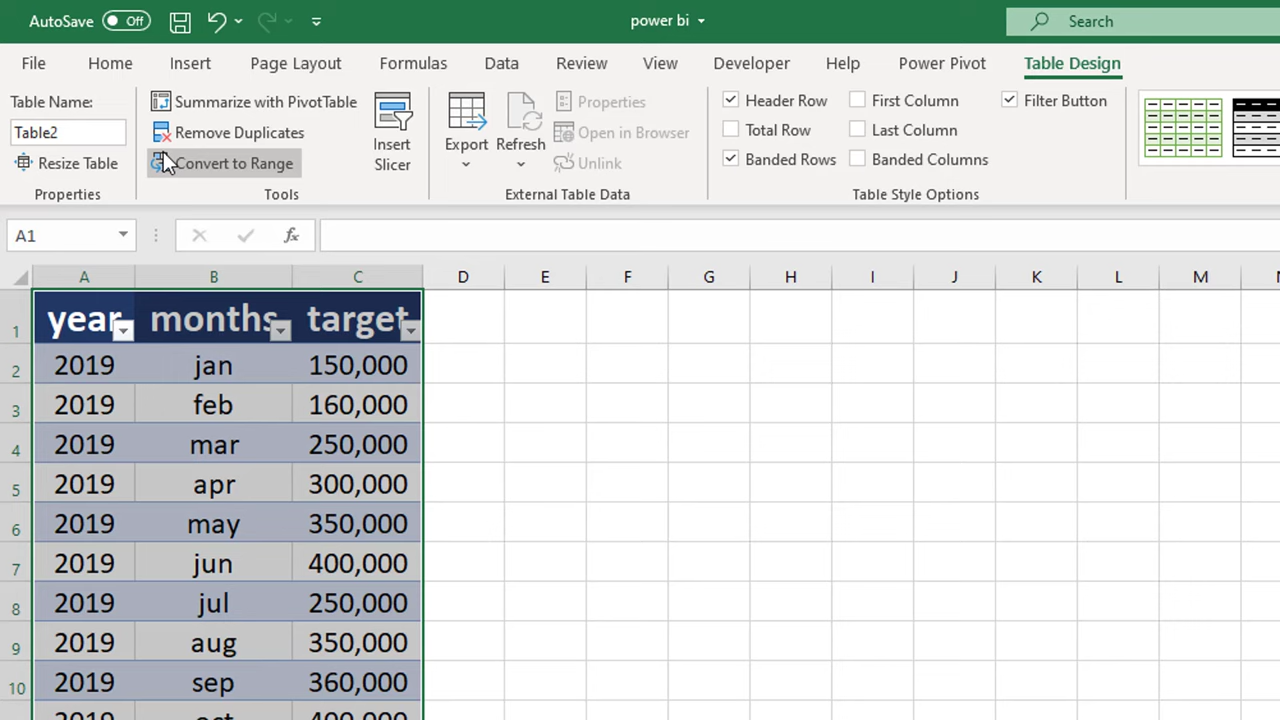 AutoSave Off power bi Search
File Home Insert Page Layout Formulas Data Review View Developer Help Power Pivot Table Design
Table Name:
Table2
Resize Table
Properties
Summarize with PivotTable
Remove Duplicates
Convert to Range
Insert
Slicer
Tools
Export
Refresh
Properties
Open in Browser
Unlink
External Table Data
Header Row
Total Row
Banded Rows
First Column
Last Column
Banded Columns
Filter Button
Table Style Options
A1 fx
A B C D E F G H I J K L M
1 year months target
2 2019 jan 150,000
3 2019 feb 160,000
4 2019 mar 250,000
5 2019 apr 300,000
6 2019 may 350,000
7 2019 jun 400,000
8 2019 jul 250,000
9 2019 aug 350,000
10 2019 sep 360,000
2019 oct 400,000